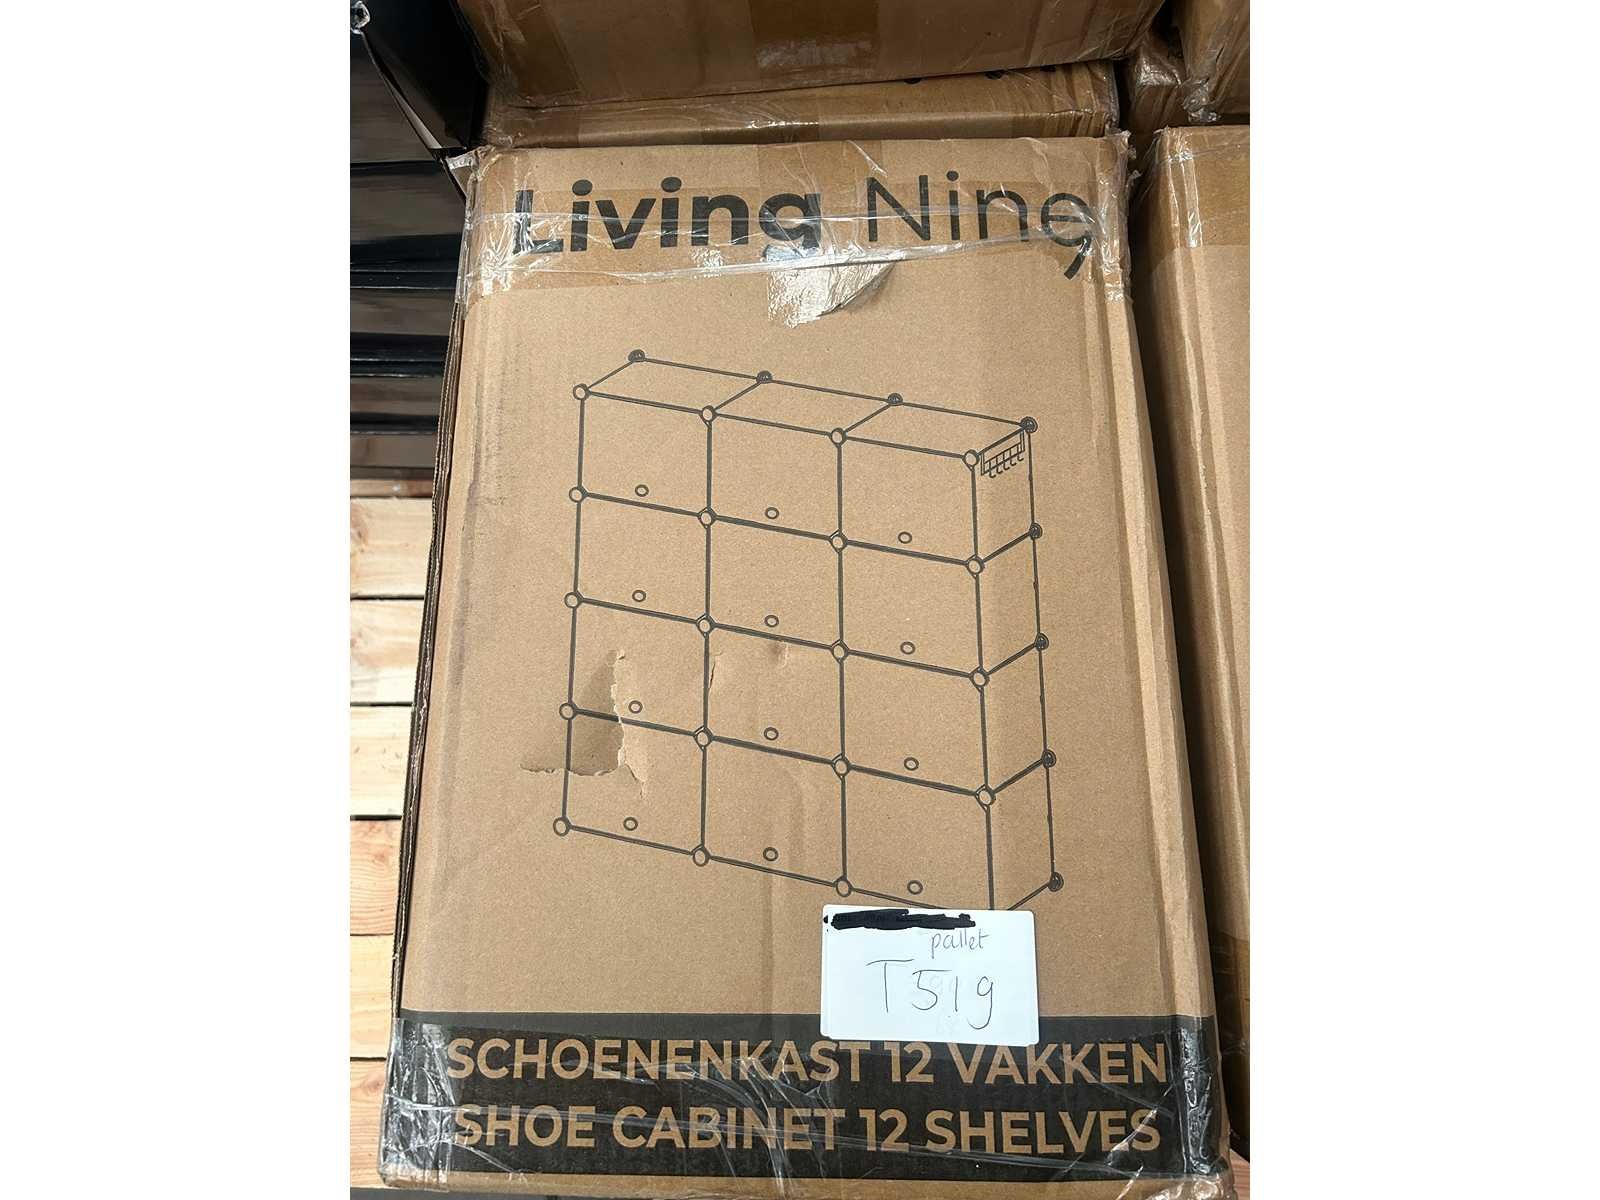 Living Nine
pallet
T519
SCHOENENKAST 12 VAKKEN
SHOE CABINET 12 SHELVES